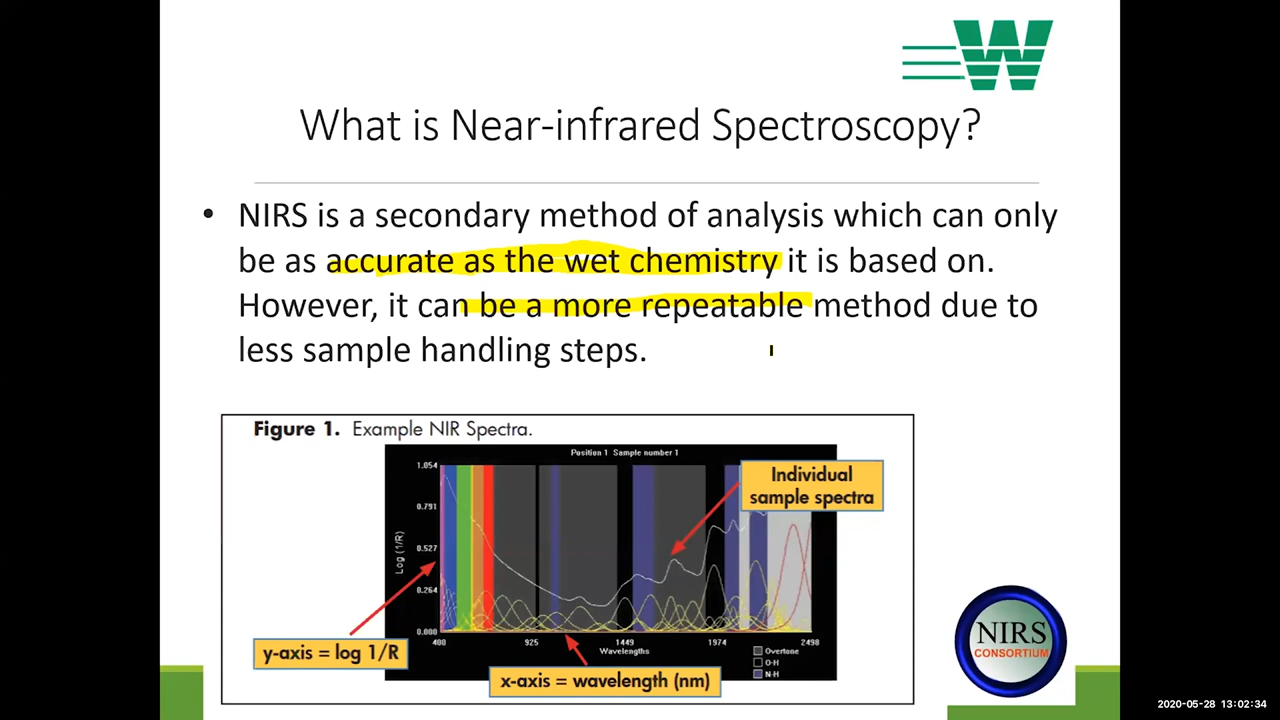 W
What is Near-infrared Spectroscopy?
• NIRS is a secondary method of analysis which can only
be as accurate as the wet chemistry it is based on.
However, it can be a more repeatable method due to
less sample handling steps.
Figure 1. Example NIR Spectra.
Position 1 Sample number 1
Individual
sample spectra
1.054
0.791
0.527
0.264
0.000
Log (1/R)
400 925 1449 1974 2498
Wavelengths
Overtone
O-H
N-H
y-axis = log 1/R
x-axis = wavelength (nm)
NIRS
CONSORTIUM
2020-05-28 13:02:34